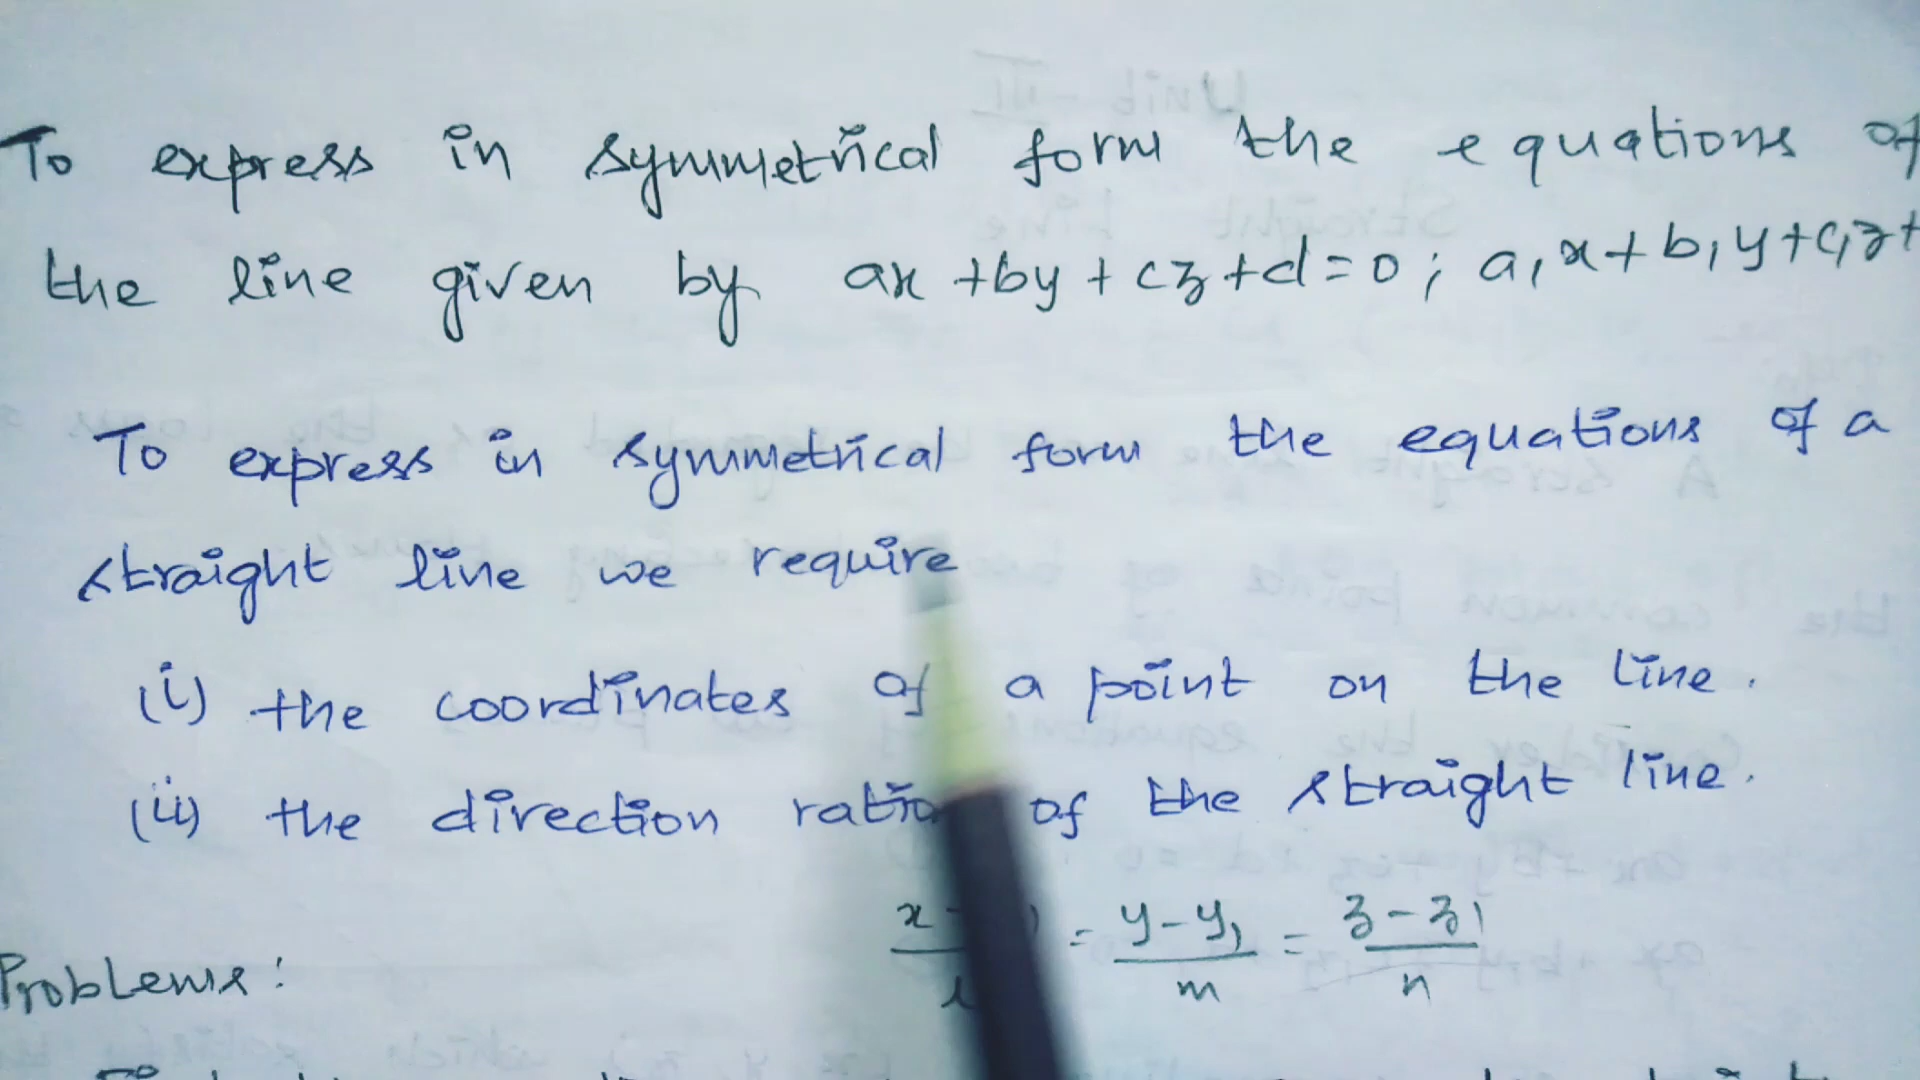 To express in symmetrical form the equations of
the line given by ax + by + cz + d = 0 ; a₁x + b₁y + c₁z +
To express in symmetrical form the equations of a
straight line we require
(i) the coordinates of a point on the line.
(ii) the direction of the straight line.
x - = y - y₁ = z - z₁
m n
Problems: